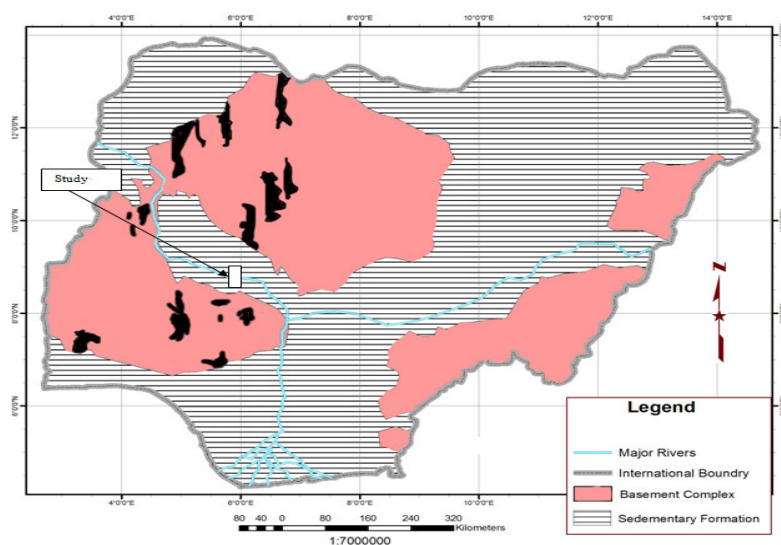 4°0'0"E 6°0'0"E 8°0'0"E 10°0'0"E 12°0'0"E 14°0'0"E
12°0'0"N
Study
10°0'0"N
8°0'0"N
6°0'0"N
N
Legend
Major Rivers
International Boundry
Basement Complex
Sedementary Formation
4°0'0"E 6°0'0"E 8°0'0"E 10°0'0"E
80 40 0 80 160 240 320
Kilometers
1:7000000